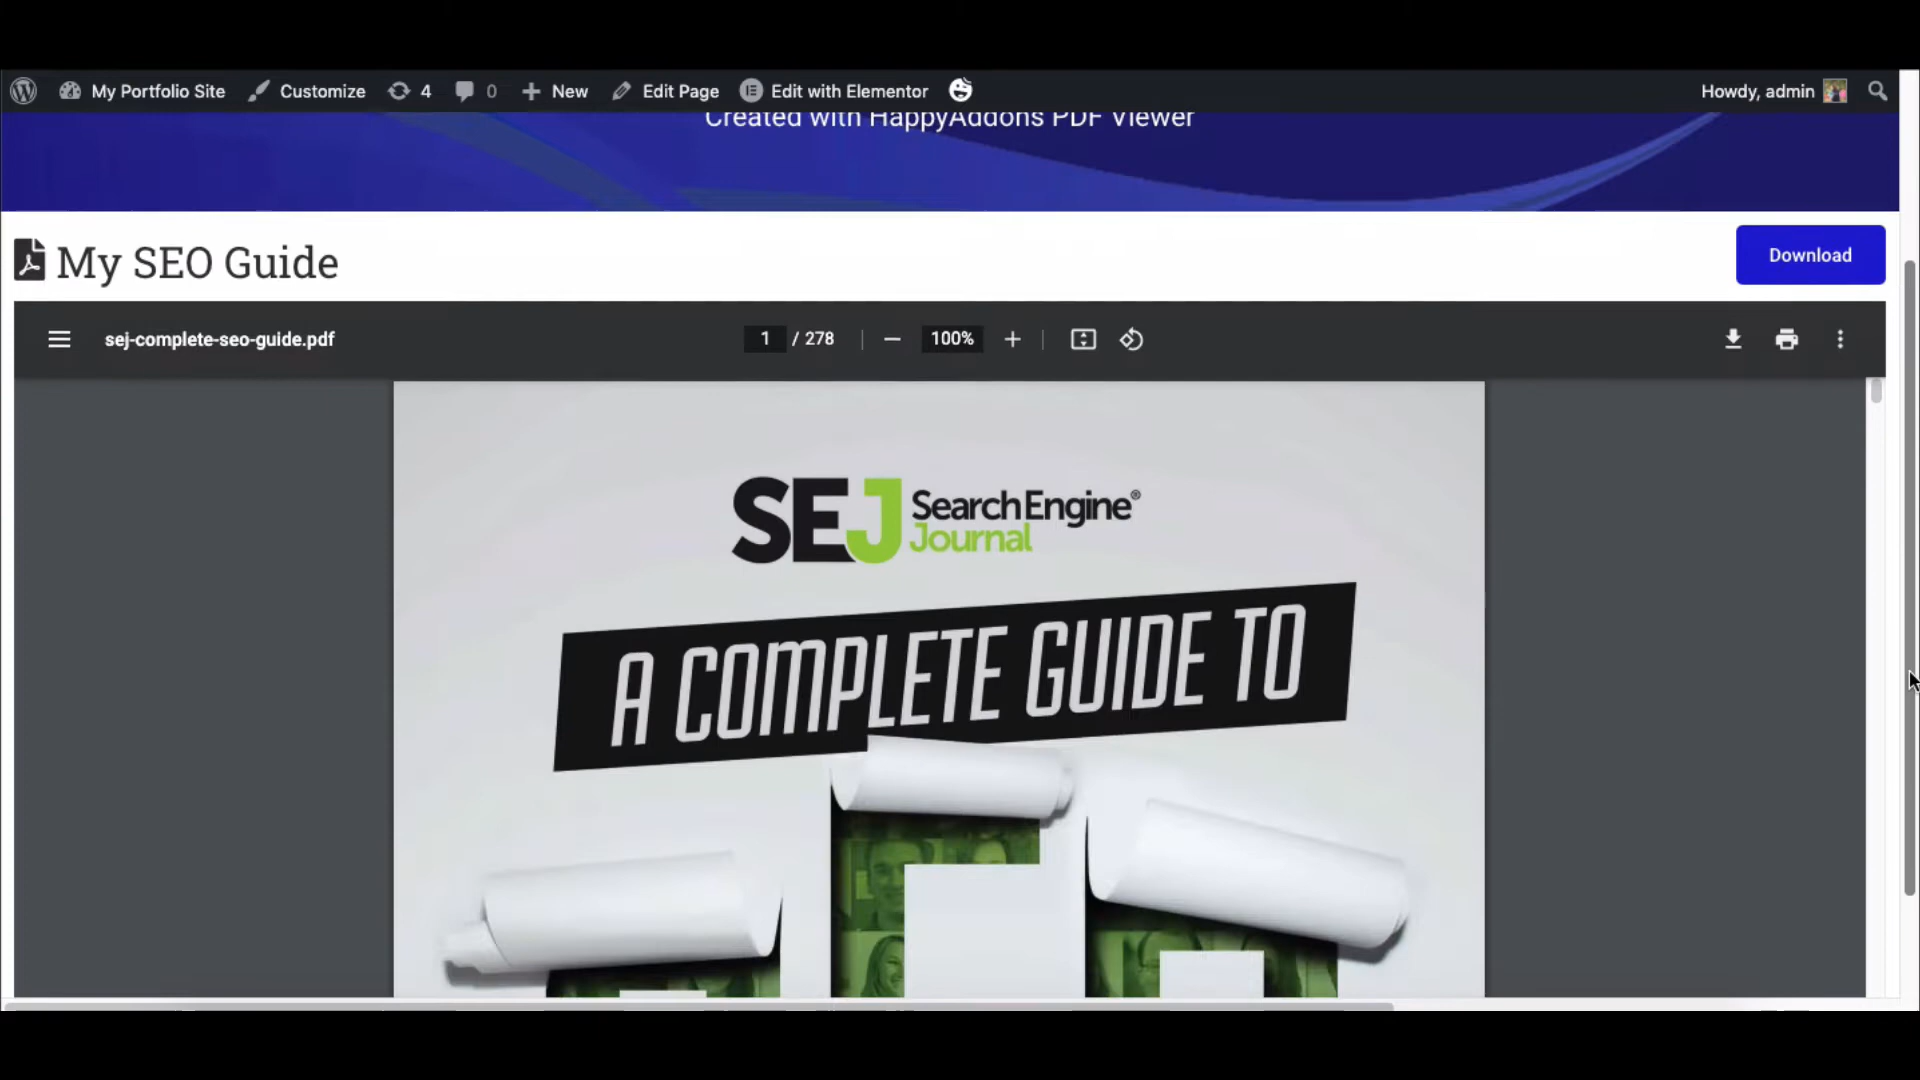 My Portfolio Site Customize 4 0 New Edit Page Edit with Elementor Howdy, admin
Created with HappyAddons PDF Viewer
My SEO Guide
Download
sej-complete-seo-guide.pdf 1 / 278 100%
SEJ SearchEngine®
Journal
A COMPLETE GUIDE TO